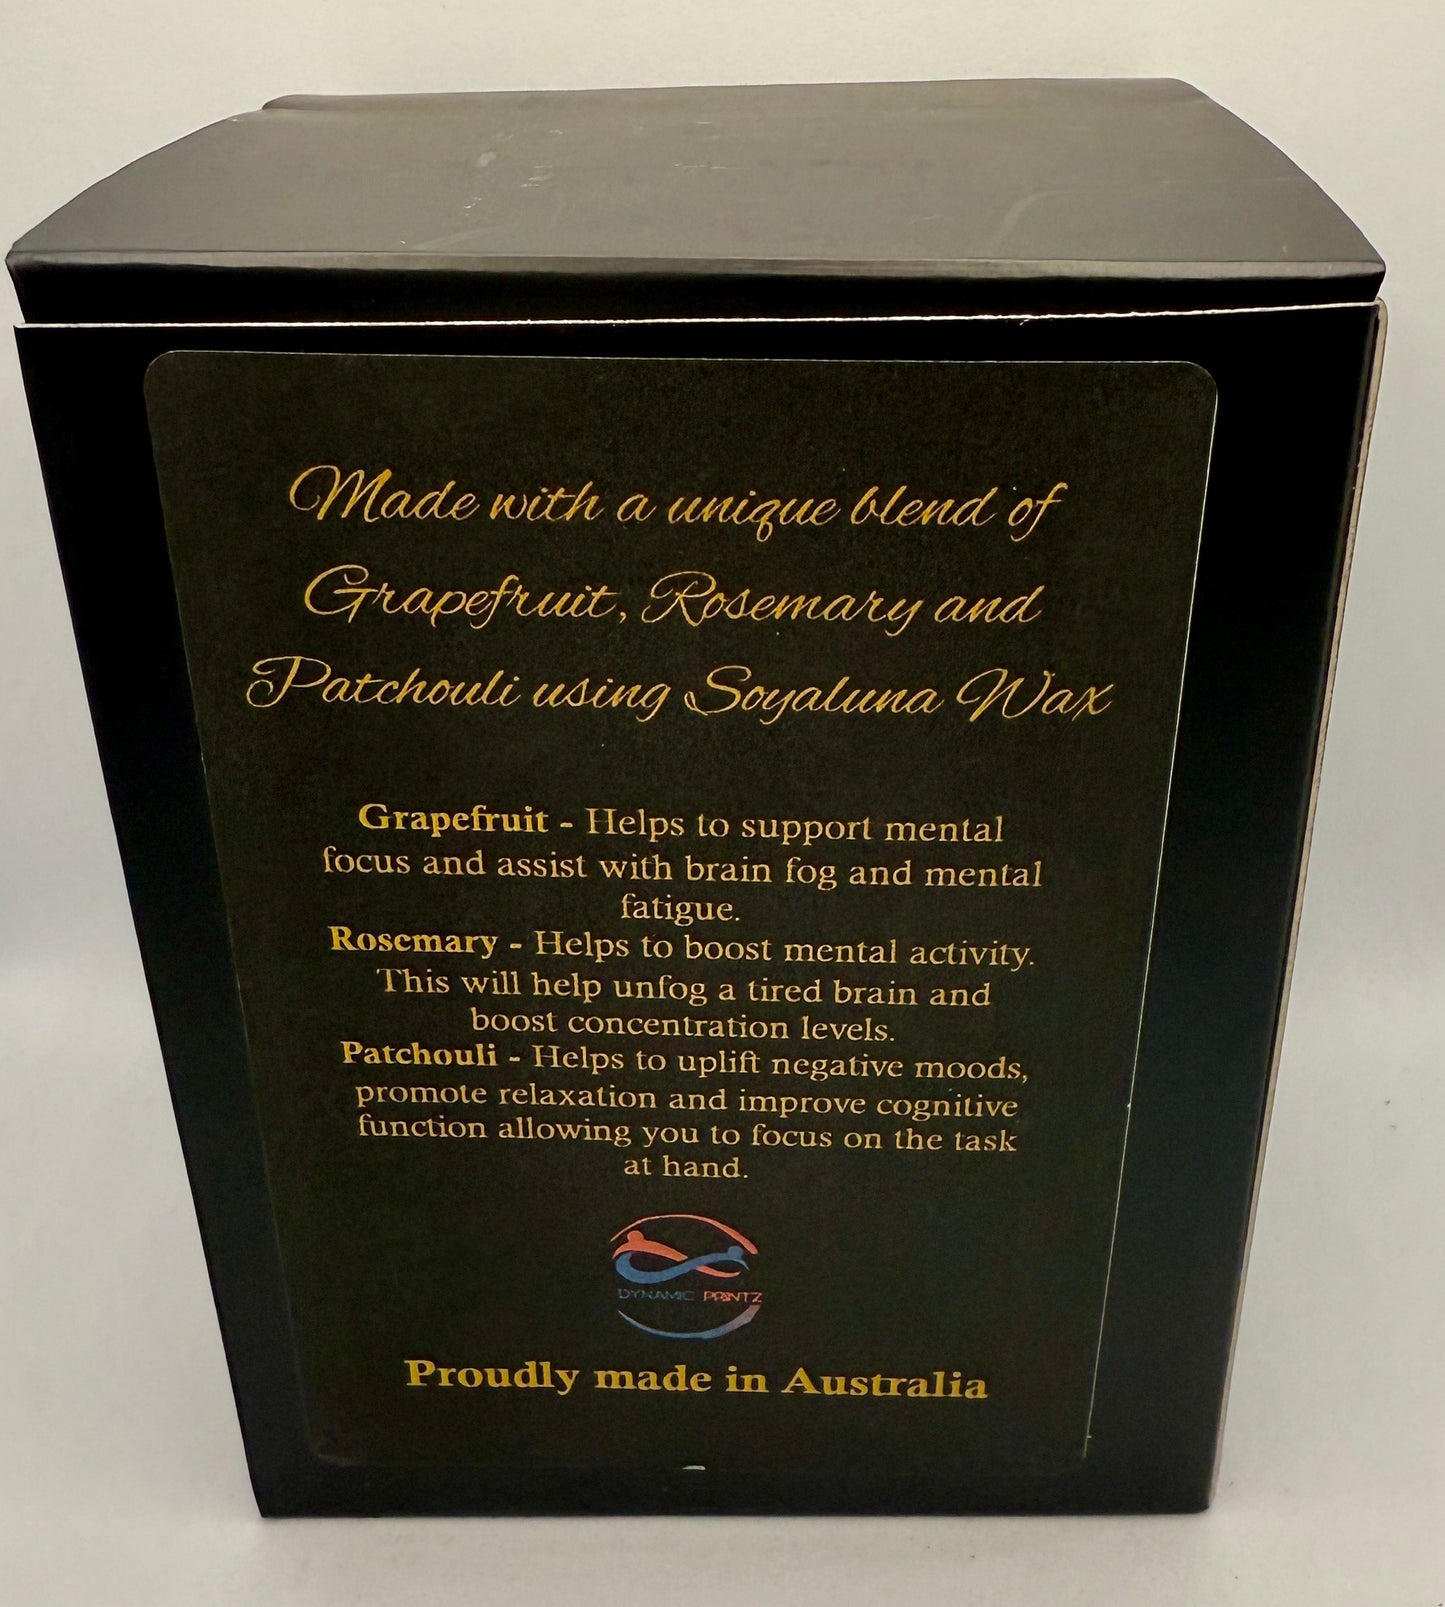 Made with a unique blend of
Grapefruit, Rosemary and
Patchouli using Soyaluna Wax
Grapefruit - Helps to support mental
focus and assist with brain fog and mental
fatigue.
Rosemary - Helps to boost mental activity.
This will help unfog a tired brain and
boost concentration levels.
Patchouli - Helps to uplift negative moods,
promote relaxation and improve cognitive
function allowing you to focus on the task
at hand.
DYNAMIC PRINTZ
Proudly made in Australia